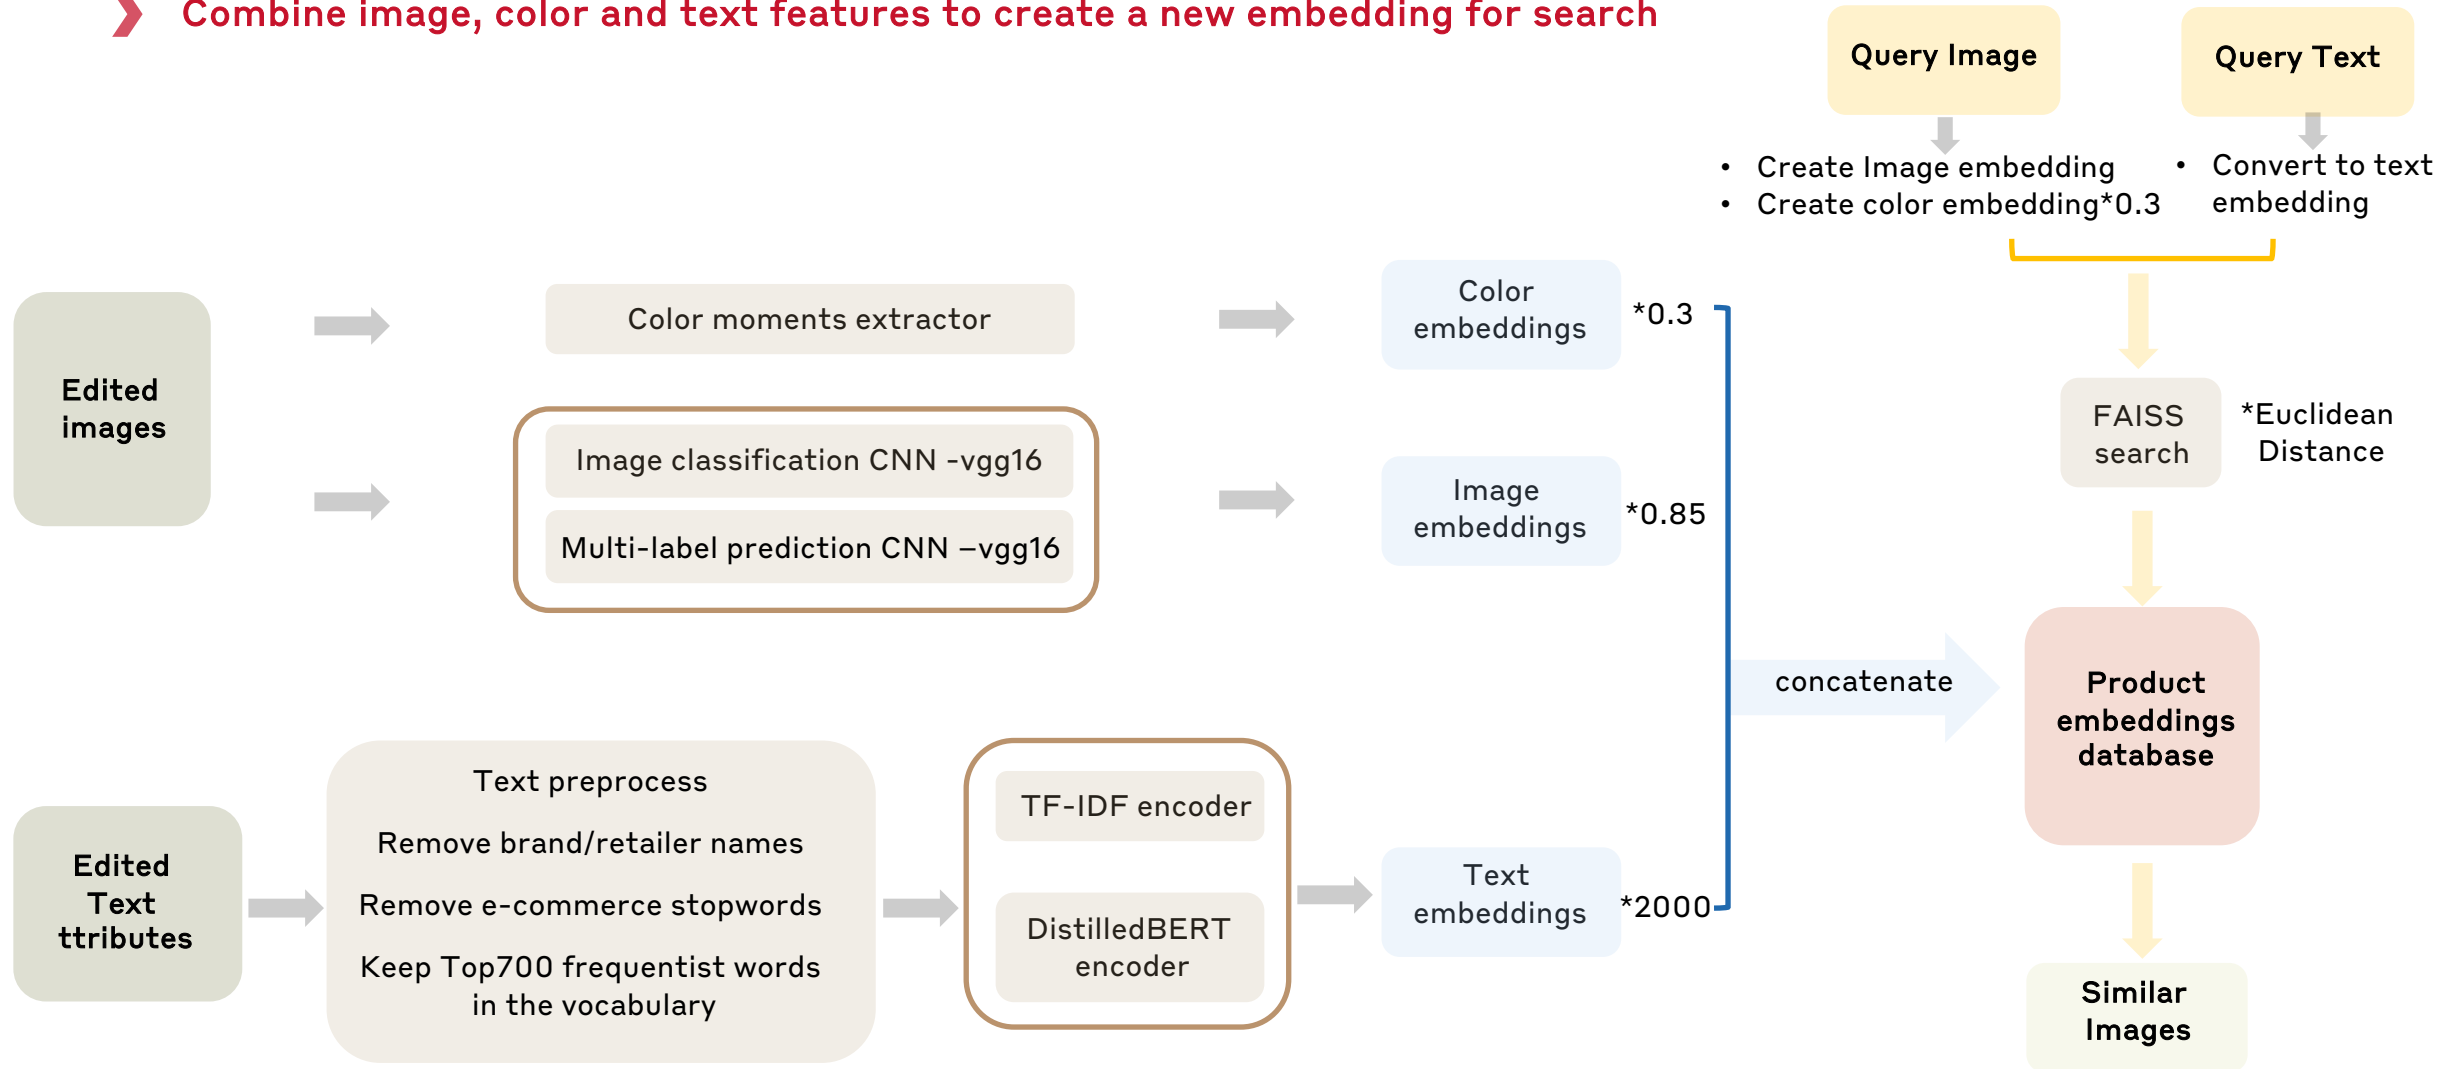 Combine image, color and text features to create a new embedding for search
Query Image
Query Text
• Create Image embedding
• Create color embedding*0.3
• Convert to text
embedding
Edited
images
Color moments extractor
Color
embeddings
*0.3
Image classification CNN -vgg16
Multi-label prediction CNN –vgg16
Image
embeddings
*0.85
FAISS
search
*Euclidean
Distance
concatenate
Product
embeddings
database
Edited
Text
ttributes
Text preprocess
Remove brand/retailer names
Remove e-commerce stopwords
Keep Top700 frequentist words
in the vocabulary
TF-IDF encoder
DistilledBERT
encoder
Text
embeddings
*2000
Similar
Images